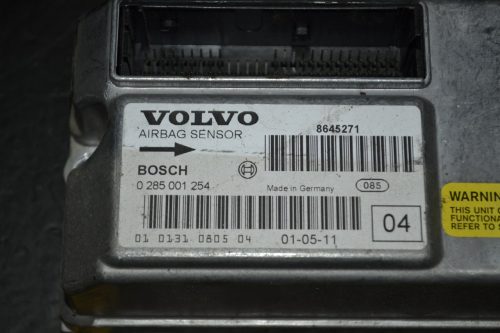 VOLVO
AIRBAG SENSOR
8645271
BOSCH
0 285 001 254
Made in Germany
085
01 0131 0805 04
01-05-11
04
WARNING
THIS UNIT
FUNCTIONA
REFER TO